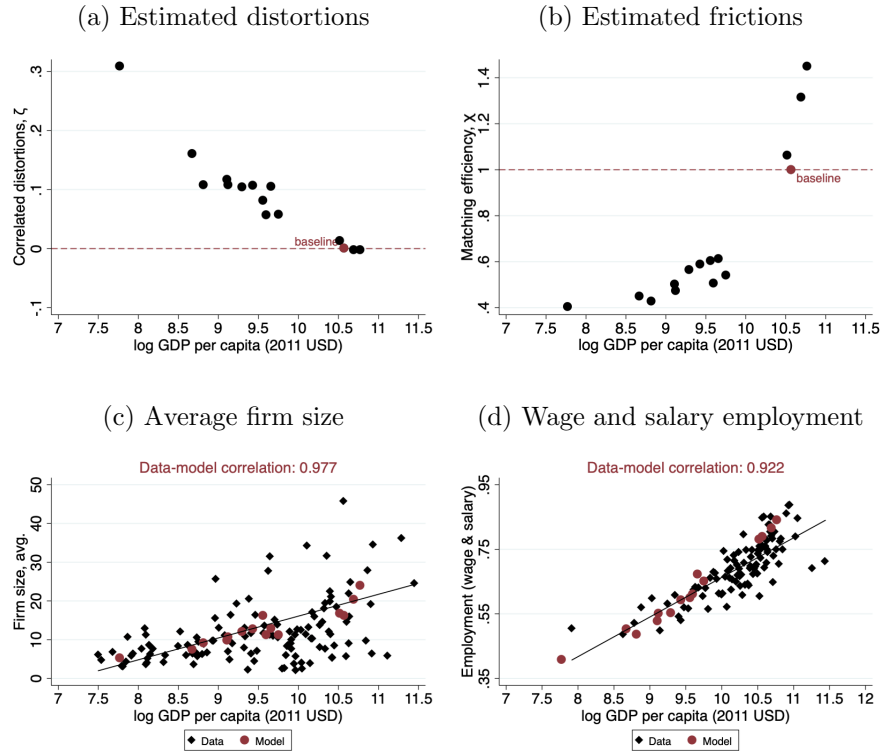 (a) Estimated distortions
Correlated distortions, ζ
.3
.2
.1
0
-.1
baseline
7 7.5 8 8.5 9 9.5 10 10.5 11 11.5
log GDP per capita (2011 USD)
(b) Estimated frictions
Matching efficiency, χ
1.4
1.2
1
.8
.6
.4
baseline
7 7.5 8 8.5 9 9.5 10 10.5 11 11.5
log GDP per capita (2011 USD)
(c) Average firm size
Data-model correlation: 0.977
Firm size, avg.
50
40
30
20
10
0
7 7.5 8 8.5 9 9.5 10 10.5 11 11.5
log GDP per capita (2011 USD)
Data Model
(d) Wage and salary employment
Data-model correlation: 0.922
Employment (wage & salary)
.95
.75
.55
.35
7 7.5 8 8.5 9 9.5 10 10.5 11 11.5 12
log GDP per capita (2011 USD)
Data Model